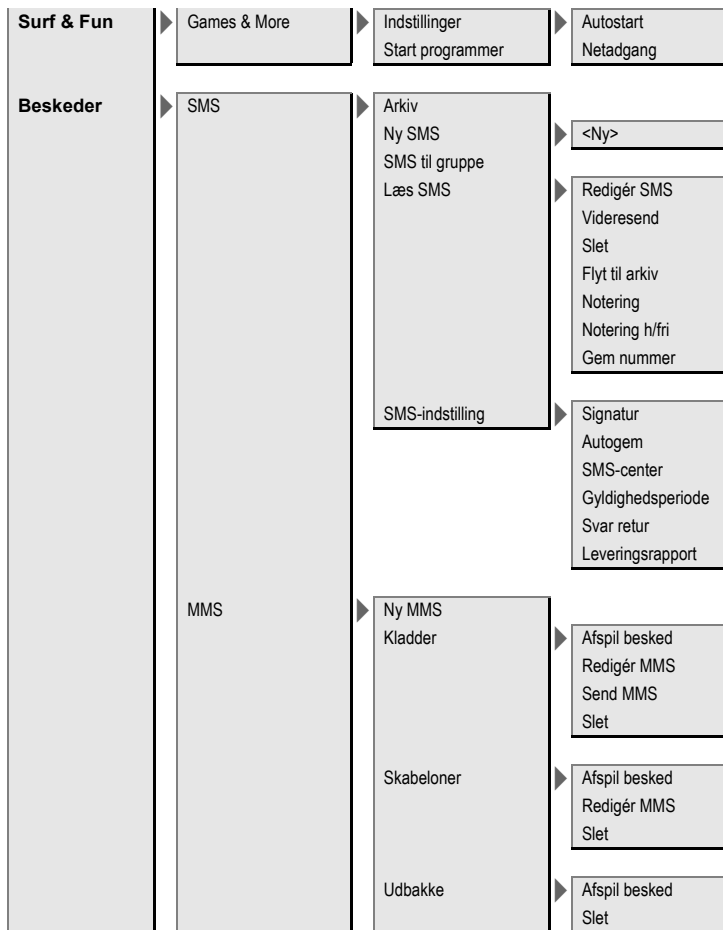 Surf & Fun Games & More Indstillinger Autostart
Start programmer Netadgang
Beskeder SMS Arkiv
Ny SMS <Ny>
SMS til gruppe
Læs SMS Redigér SMS
Videresend
Slet
Flyt til arkiv
Notering
Notering h/fri
Gem nummer
SMS-indstilling Signatur
Autogem
SMS-center
Gyldighedsperiode
Svar retur
Leveringsrapport
MMS Ny MMS
Kladder Afspil besked
Redigér MMS
Send MMS
Slet
Skabeloner Afspil besked
Redigér MMS
Slet
Udbakke Afspil besked
Slet